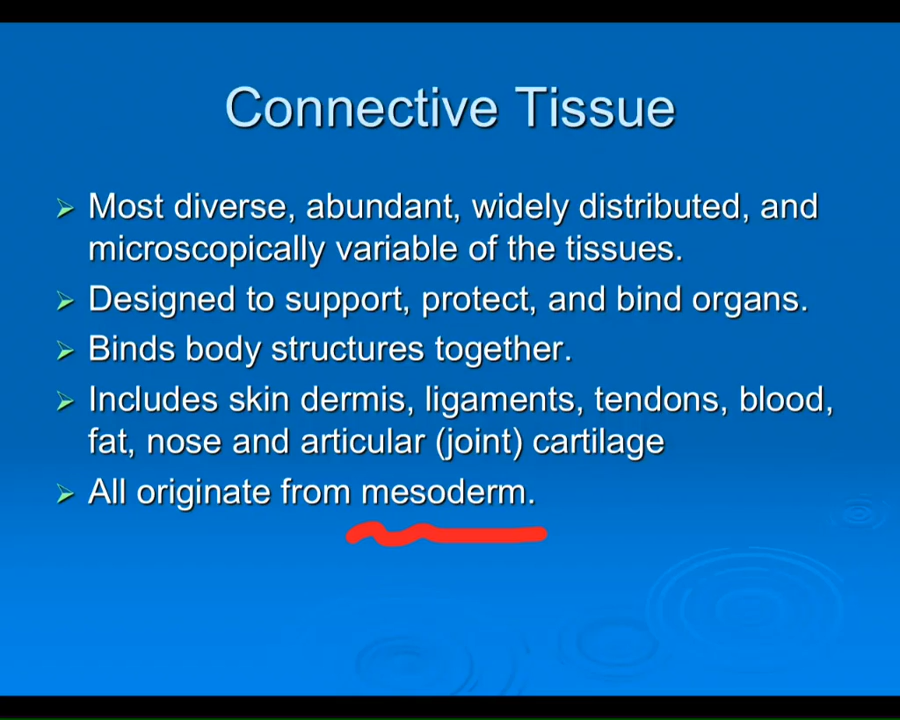 Connective Tissue
Most diverse, abundant, widely distributed, and
microscopically variable of the tissues.
Designed to support, protect, and bind organs.
Binds body structures together.
Includes skin dermis, ligaments, tendons, blood,
fat, nose and articular (joint) cartilage
All originate from mesoderm.